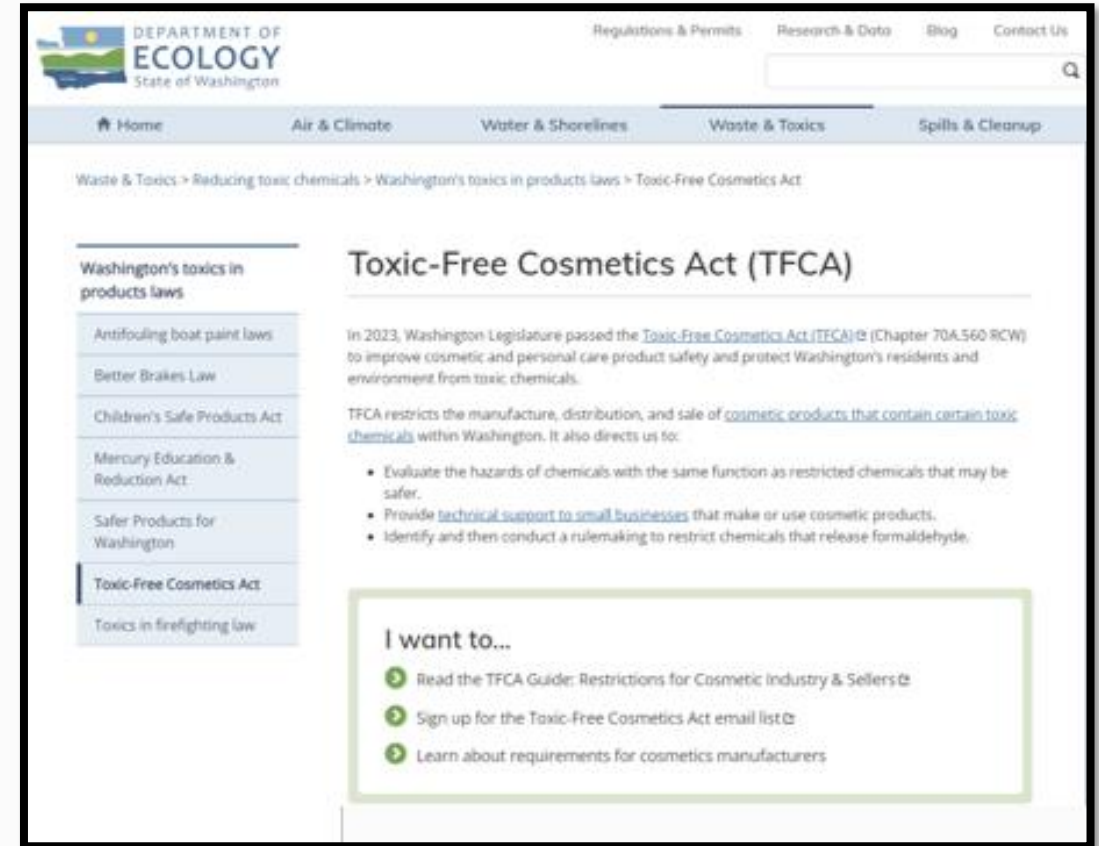 DEPARTMENT OF
ECOLOGY
State of Washington
Regulations & Permits Research & Data Blog Contact Us
Home Air & Climate Water & Shorelines Waste & Toxics Spills & Cleanup
Waste & Toxics > Reducing toxic chemicals > Washington's toxics in products laws > Toxic-Free Cosmetics Act
Washington's toxics in
products laws
Antifouling boat paint laws
Better Brakes Law
Children's Safe Products Act
Mercury Education &
Reduction Act
Safer Products for
Washington
Toxic-Free Cosmetics Act
Toxics in firefighting law
Toxic-Free Cosmetics Act (TFCA)
In 2023, Washington Legislature passed the Toxic-Free Cosmetics Act (TFCA) (Chapter 70A.560 RCW)
to improve cosmetic and personal care product safety and protect Washington's residents and
environment from toxic chemicals.
TFCA restricts the manufacture, distribution, and sale of cosmetic products that contain certain toxic
chemicals within Washington. It also directs us to:
• Evaluate the hazards of chemicals with the same function as restricted chemicals that may be
safer.
• Provide technical support to small businesses that make or use cosmetic products.
• Identify and then conduct a rulemaking to restrict chemicals that release formaldehyde.
I want to...
Read the TFCA Guide: Restrictions for Cosmetic Industry & Sellers
Sign up for the Toxic-Free Cosmetics Act email list
Learn about requirements for cosmetics manufacturers